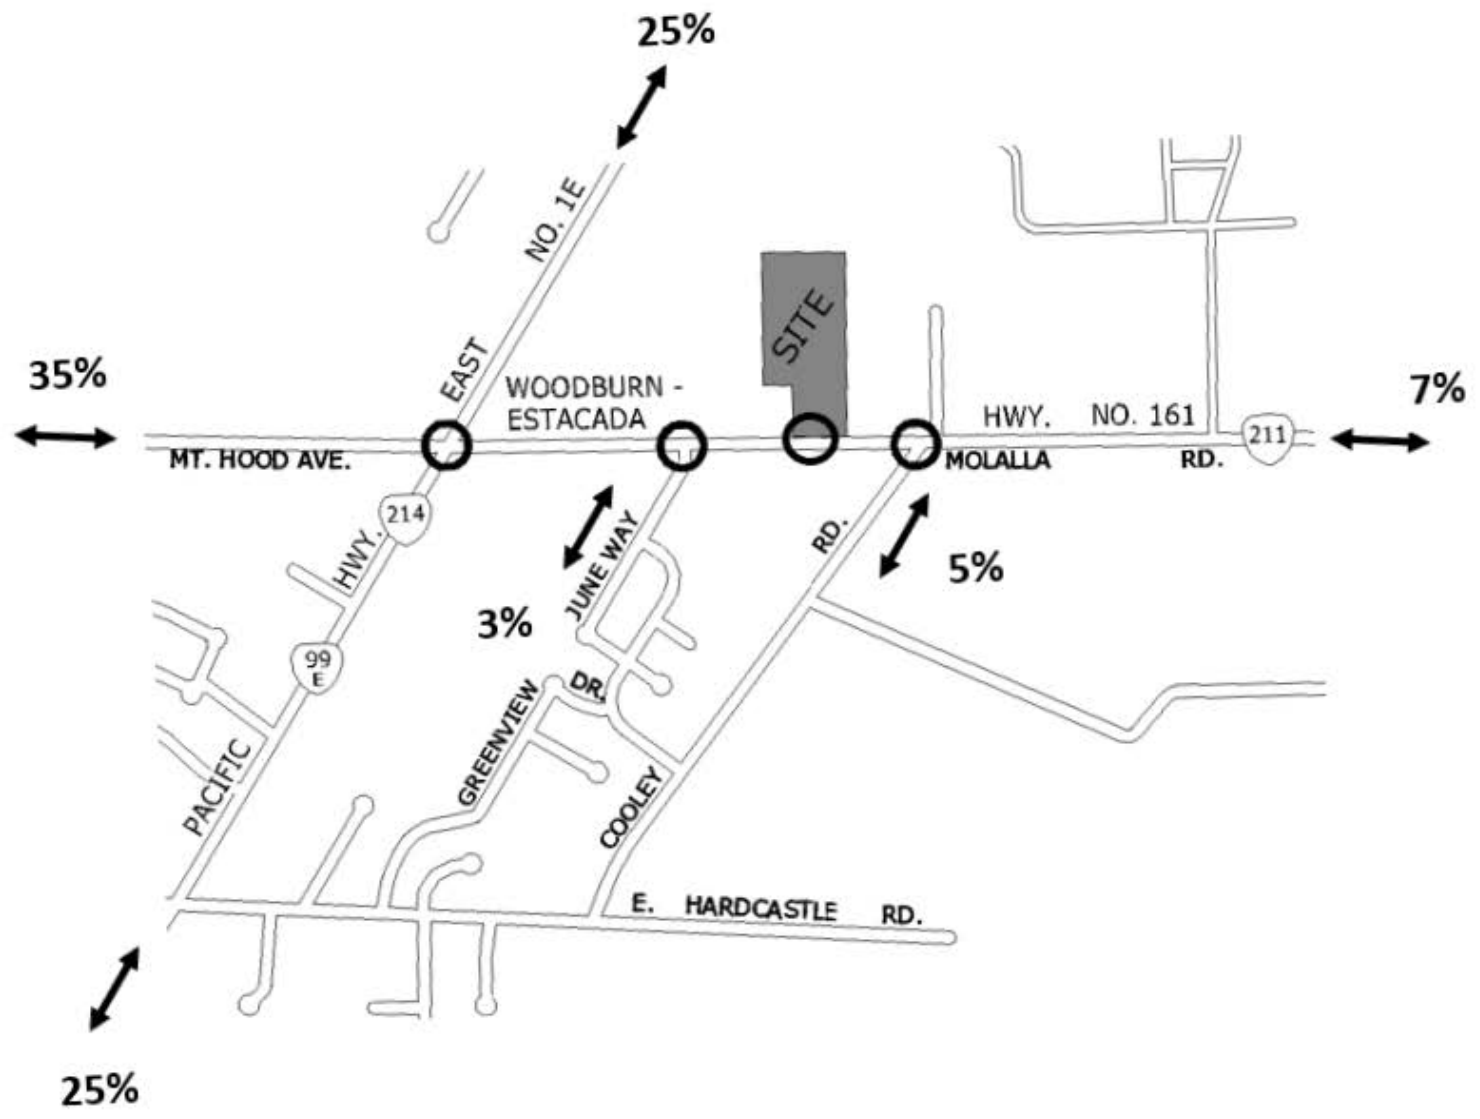 25%
EAST NO. 1E
SITE
35%
WOODBURN -
ESTACADA
HWY. NO. 161
7%
211
MT. HOOD AVE.
MOLALLA RD.
214
HWY.
JUNE WAY
RD.
5%
3%
99
E
DR.
GREENVIEW
PACIFIC
COOLEY
E. HARDCASTLE RD.
25%